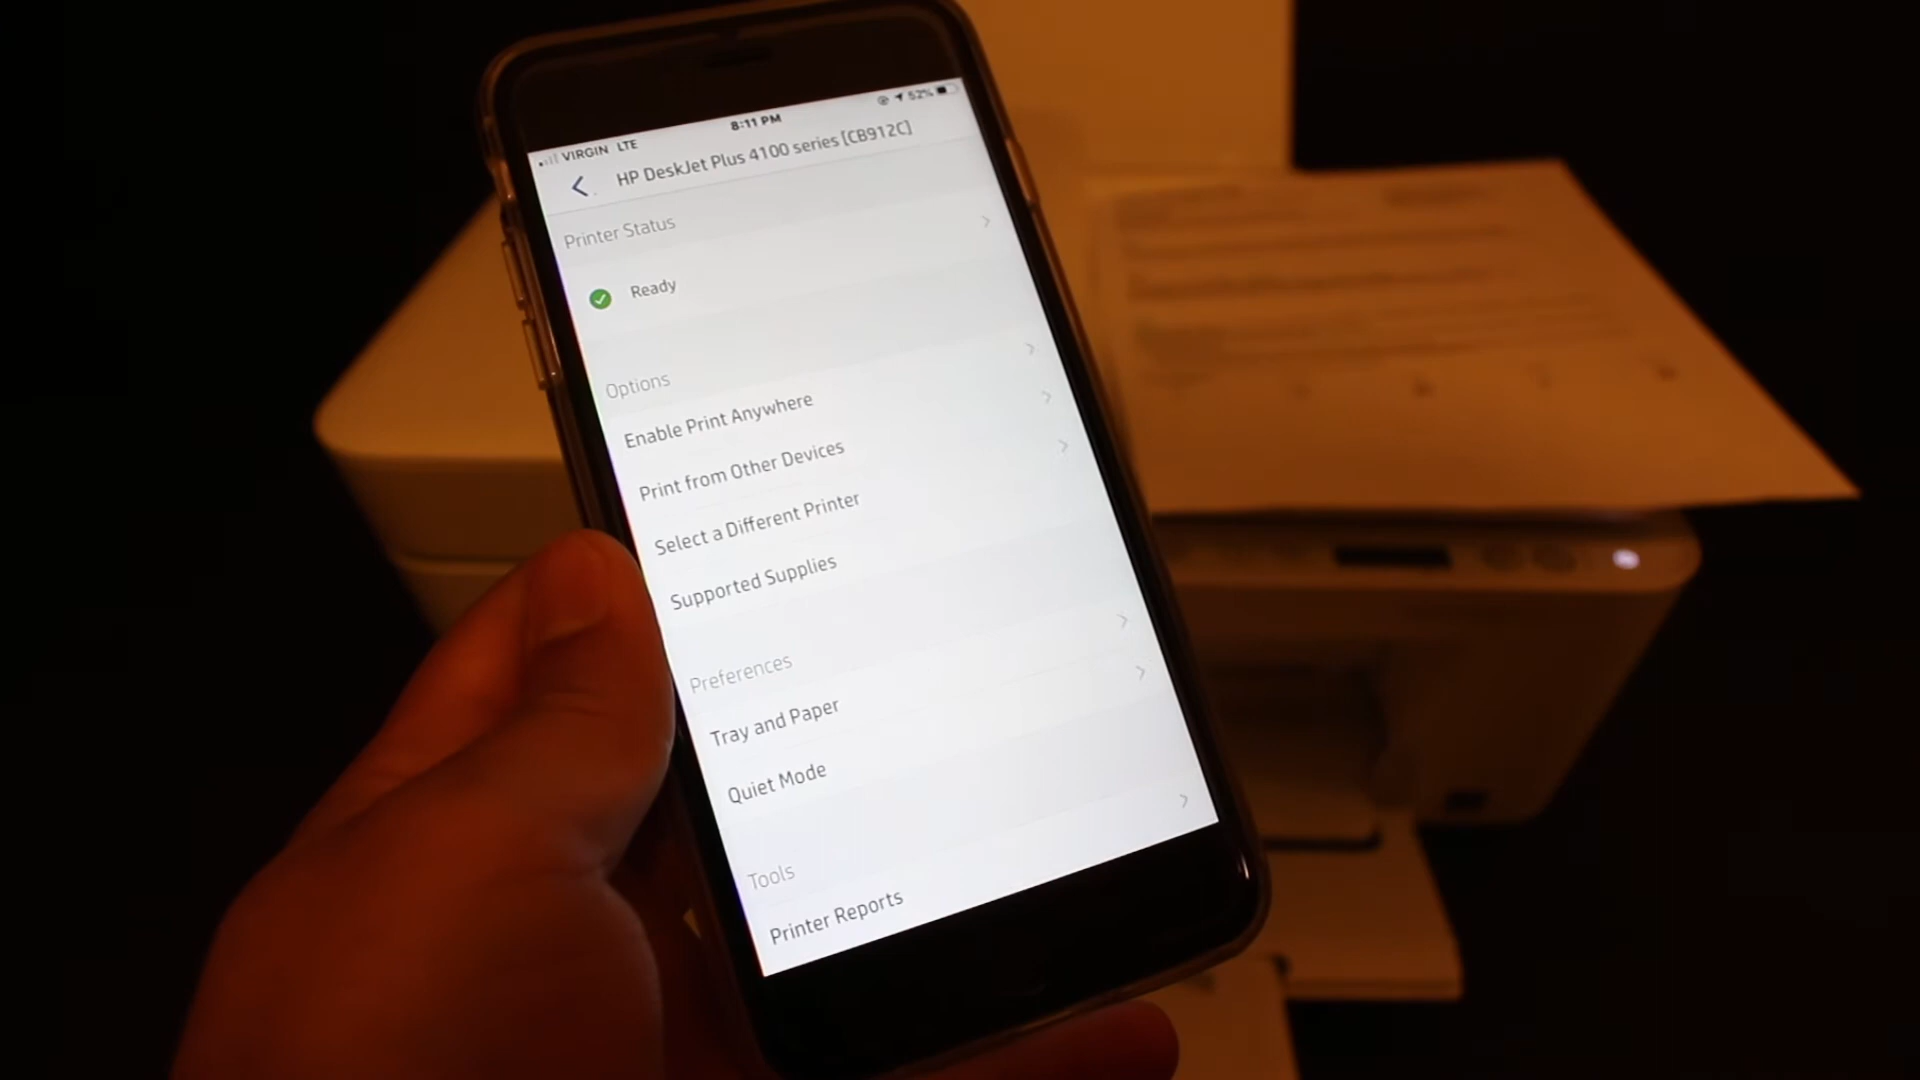 VIRGIN LTE 8:11 PM 52%
HP DeskJet Plus 4100 series [CB912C]
Printer Status
Ready
Options
Enable Print Anywhere
Print from Other Devices
Select a Different Printer
Supported Supplies
Preferences
Tray and Paper
Quiet Mode
Tools
Printer Reports